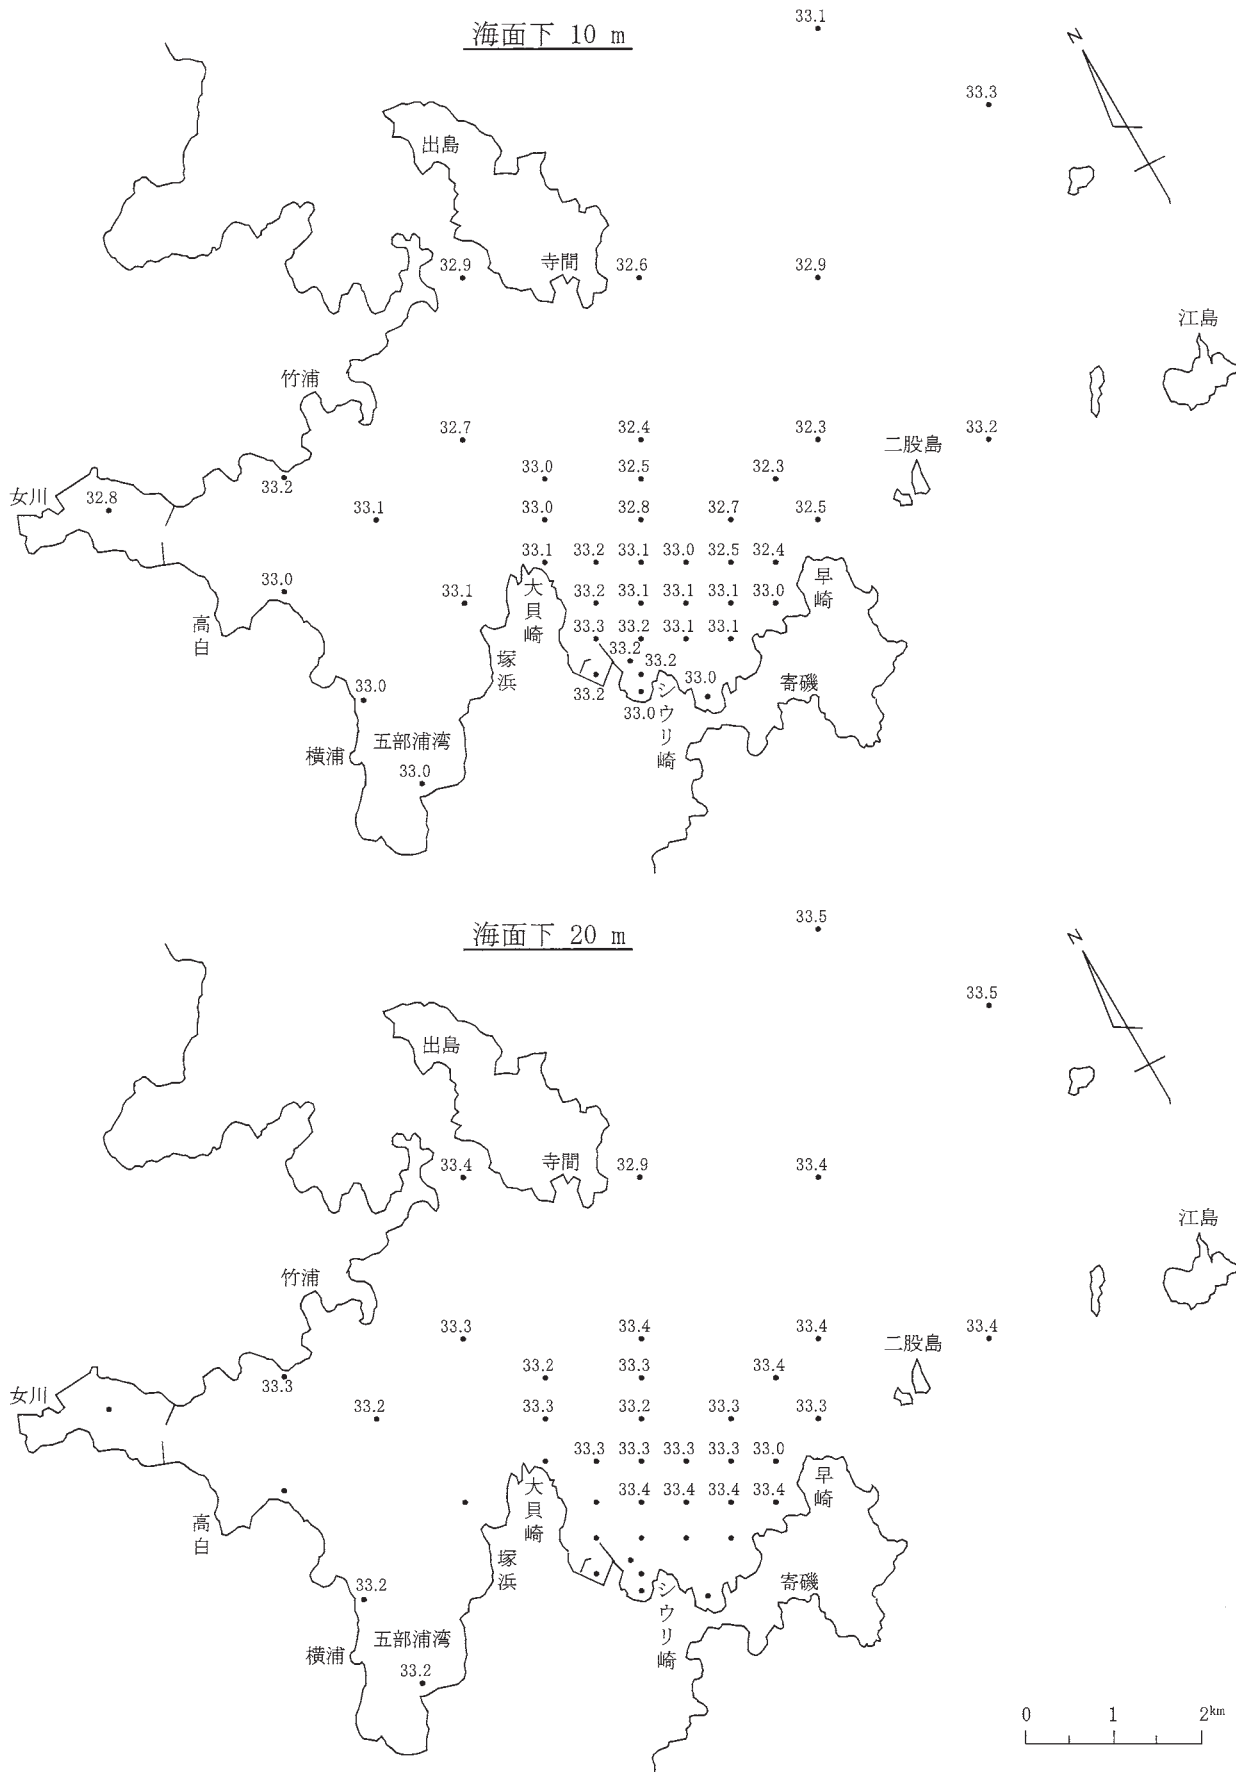 海面下 10 m
33.1
N
33.3
出島
寺間
32.9
32.6
32.9
江島
竹浦
32.7
32.4
32.3
33.2
二股島
33.0
32.5
32.3
女川
32.8
33.2
33.1
33.0
32.8
32.7
32.5
33.1
33.2
33.1
33.0
32.5
32.4
早崎
33.0
33.1
大貝崎
33.2
33.1
33.1
33.1
33.0
高白
33.3
33.2
33.1
33.1
塚浜
33.2
33.2
33.2
33.0
33.0
シウリ崎
寄磯
33.0
横浦
五部浦湾
33.0
海面下 20 m
33.5
N
33.5
出島
寺間
33.4
32.9
33.4
江島
竹浦
33.3
33.4
33.4
33.4
二股島
33.2
33.3
33.4
女川
33.3
33.2
33.3
33.2
33.3
33.3
33.3
33.3
33.3
33.3
33.0
早崎
大貝崎
33.4
33.4
33.4
33.4
高白
塚浜
シウリ崎
寄磯
33.2
横浦
五部浦湾
33.2
0 1 2km